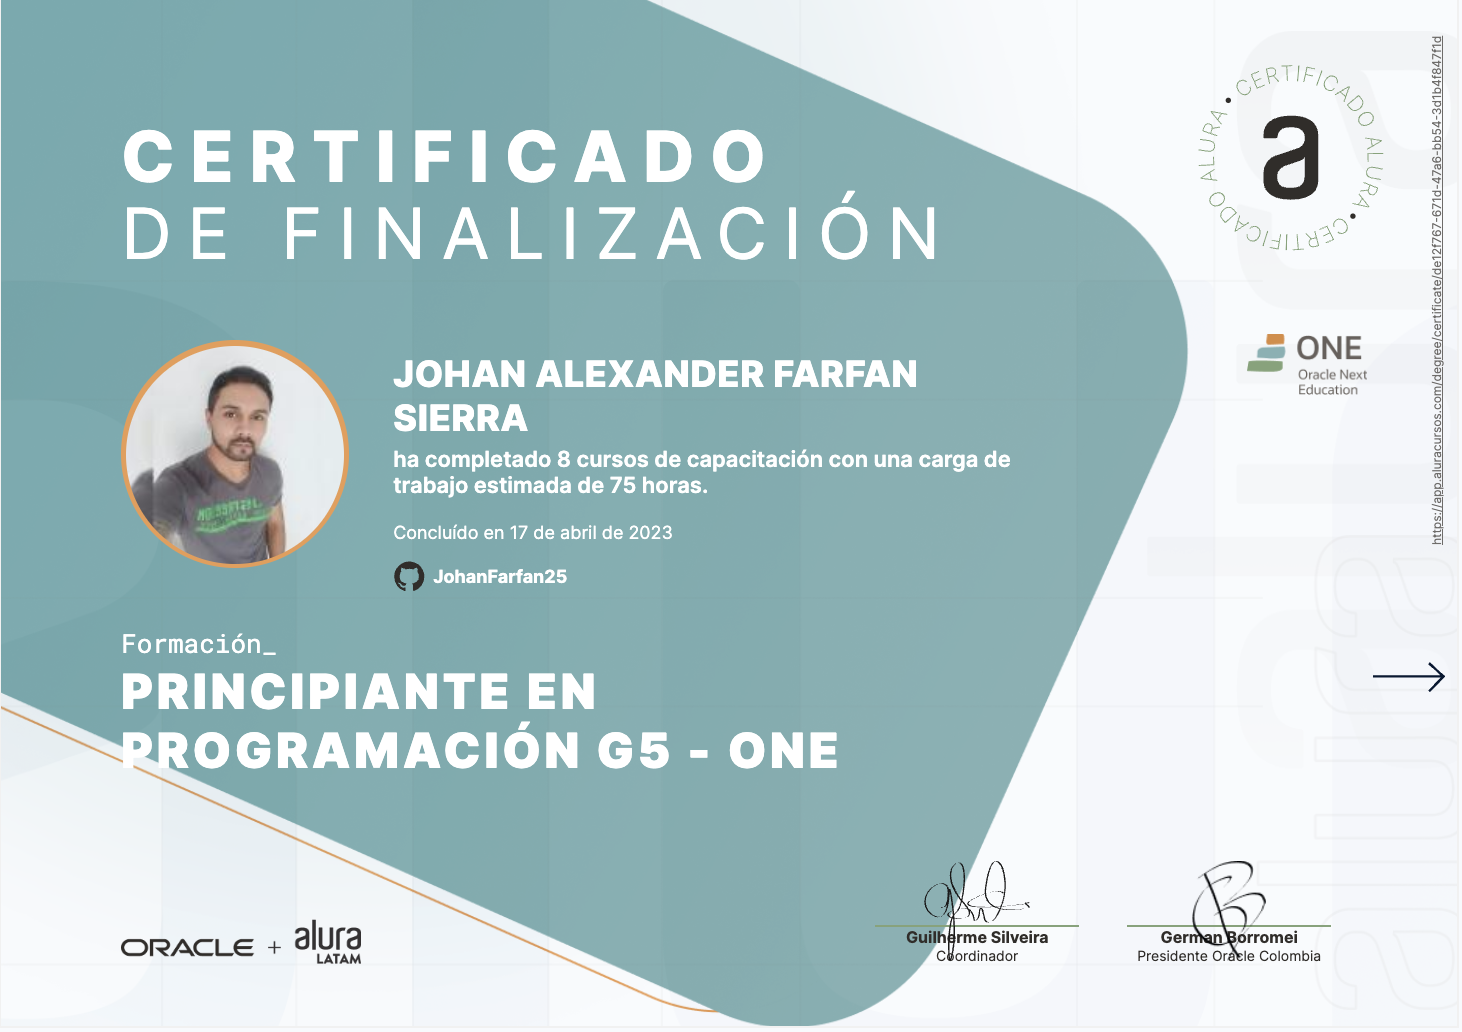 CERTIFICADO
DE FINALIZACIÓN
CERTIFICADO ALURA • CERTIFICADO ALURA •
a
ONE
Oracle Next
Education
https://app.aluracursos.com/degree/certificate/de12f767-671d-47a6-bb54-3d1b4f847f1d
JOHAN ALEXANDER FARFAN
SIERRA
ha completado 8 cursos de capacitación con una carga de
trabajo estimada de 75 horas.
Concluído en 17 de abril de 2023
JohanFarfan25
Formación_
PRINCIPIANTE EN
PROGRAMACIÓN G5 - ONE
ORACLE + alura
LATAM
Guilherme Silveira
Coordinador
German Borromei
Presidente Oracle Colombia
alura